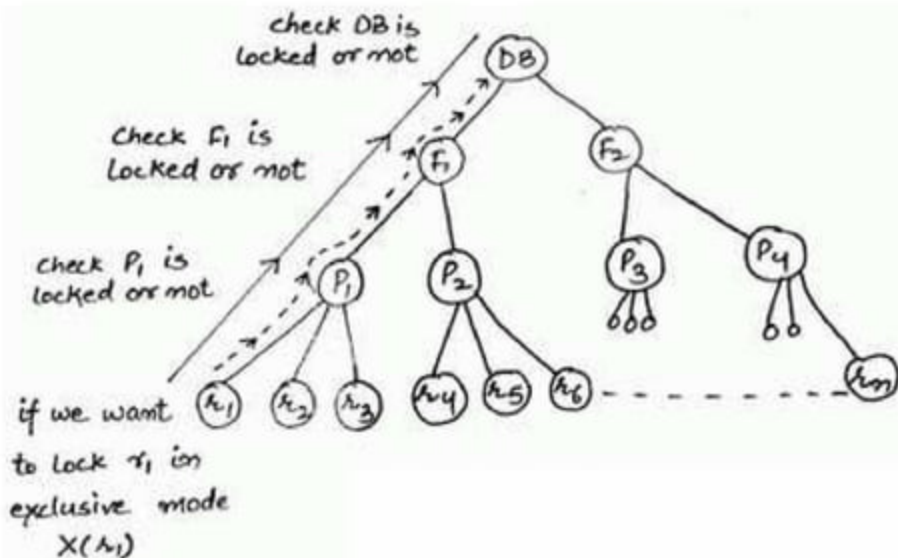 check DB is
locked or not
DB
check F1 is
locked or not
F1
F2
check P1 is
locked or not
P1
P2
P3
P4
if we want
r1
r2
r3
r4
r5
r6
rn
to lock r1 in
exclusive mode
X(r1)